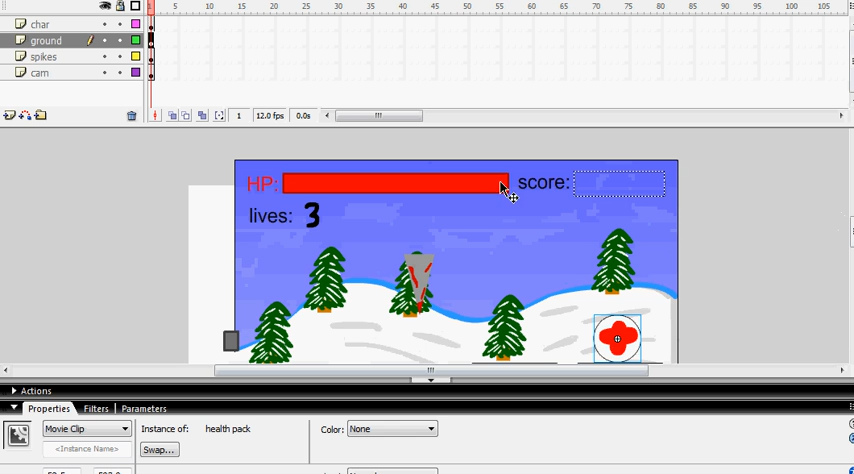 1 5 10 15 20 25 30 35 40 45 50 55 60 65 70 75 80 85 90 95 100 105
char
ground
spikes
cam
1 12.0 fps 0.0s
HP: score:
lives: 3
Actions
Properties Filters Parameters
Movie Clip Instance of: health pack Color: None
<Instance Name>
Swap...